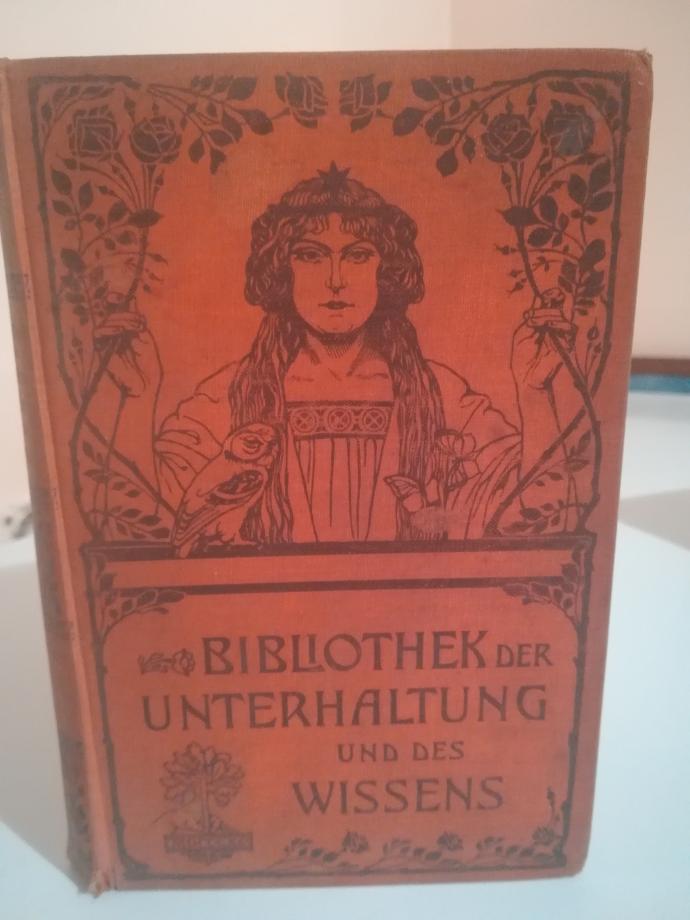 BIBLIOTHEK DER
UNTERHALTUNG
UND DES
WISSENS